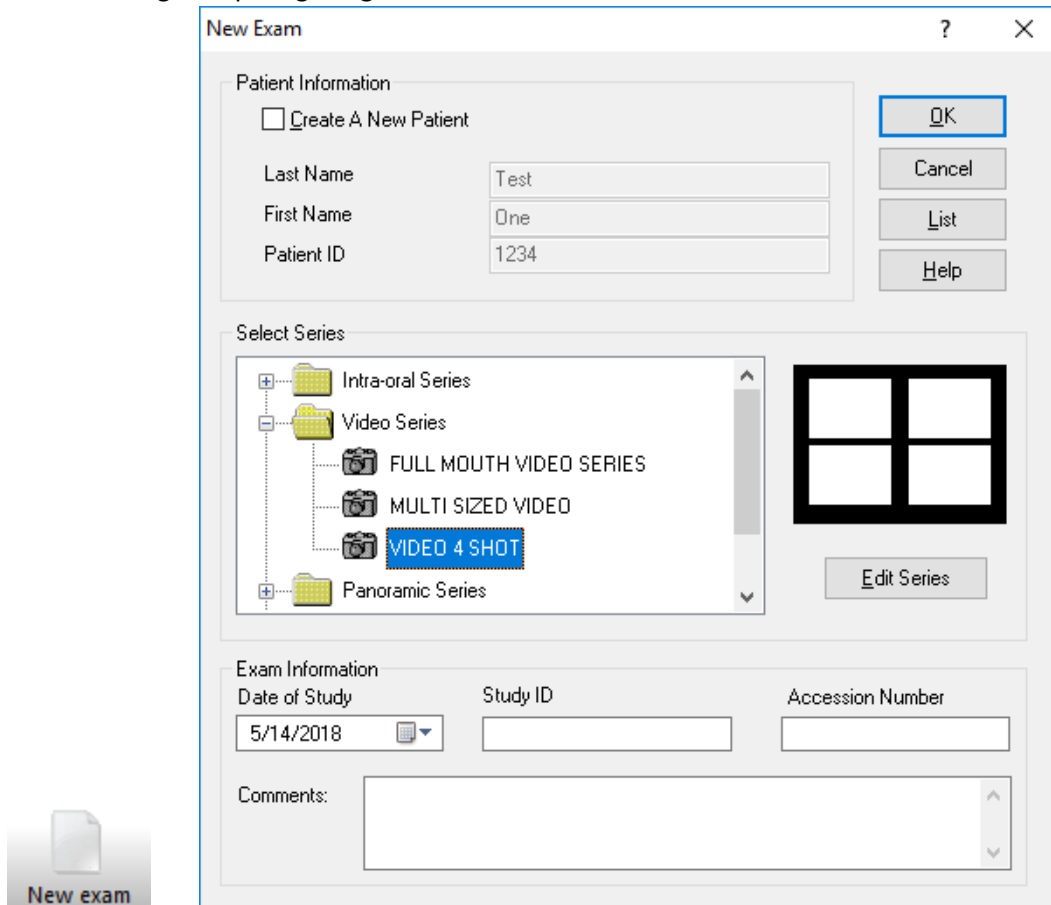 New Exam
?
Patient Information
Create A New Patient
OK
Last Name
Test
Cancel
First Name
One
List
Patient ID
1234
Help
Select Series
Intra-oral Series
Video Series
FULL MOUTH VIDEO SERIES
MULTI SIZED VIDEO
VIDEO 4 SHOT
Panoramic Series
Edit Series
Exam Information
Date of Study
Study ID
Accession Number
5/14/2018
Comments:
New exam